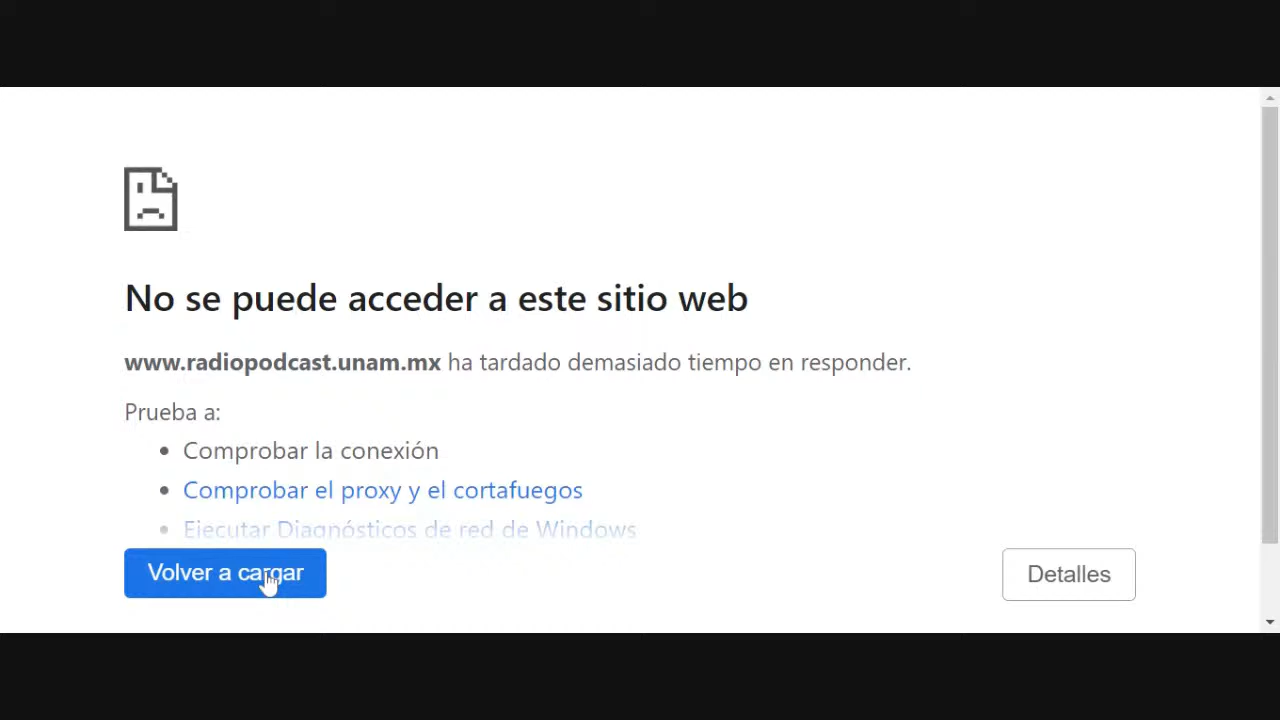 No se puede acceder a este sitio web
www.radiopodcast.unam.mx ha tardado demasiado tiempo en responder.
Prueba a:
Comprobar la conexión
Comprobar el proxy y el cortafuegos
Ejecutar Diagnósticos de red de Windows
Volver a cargar
Detalles